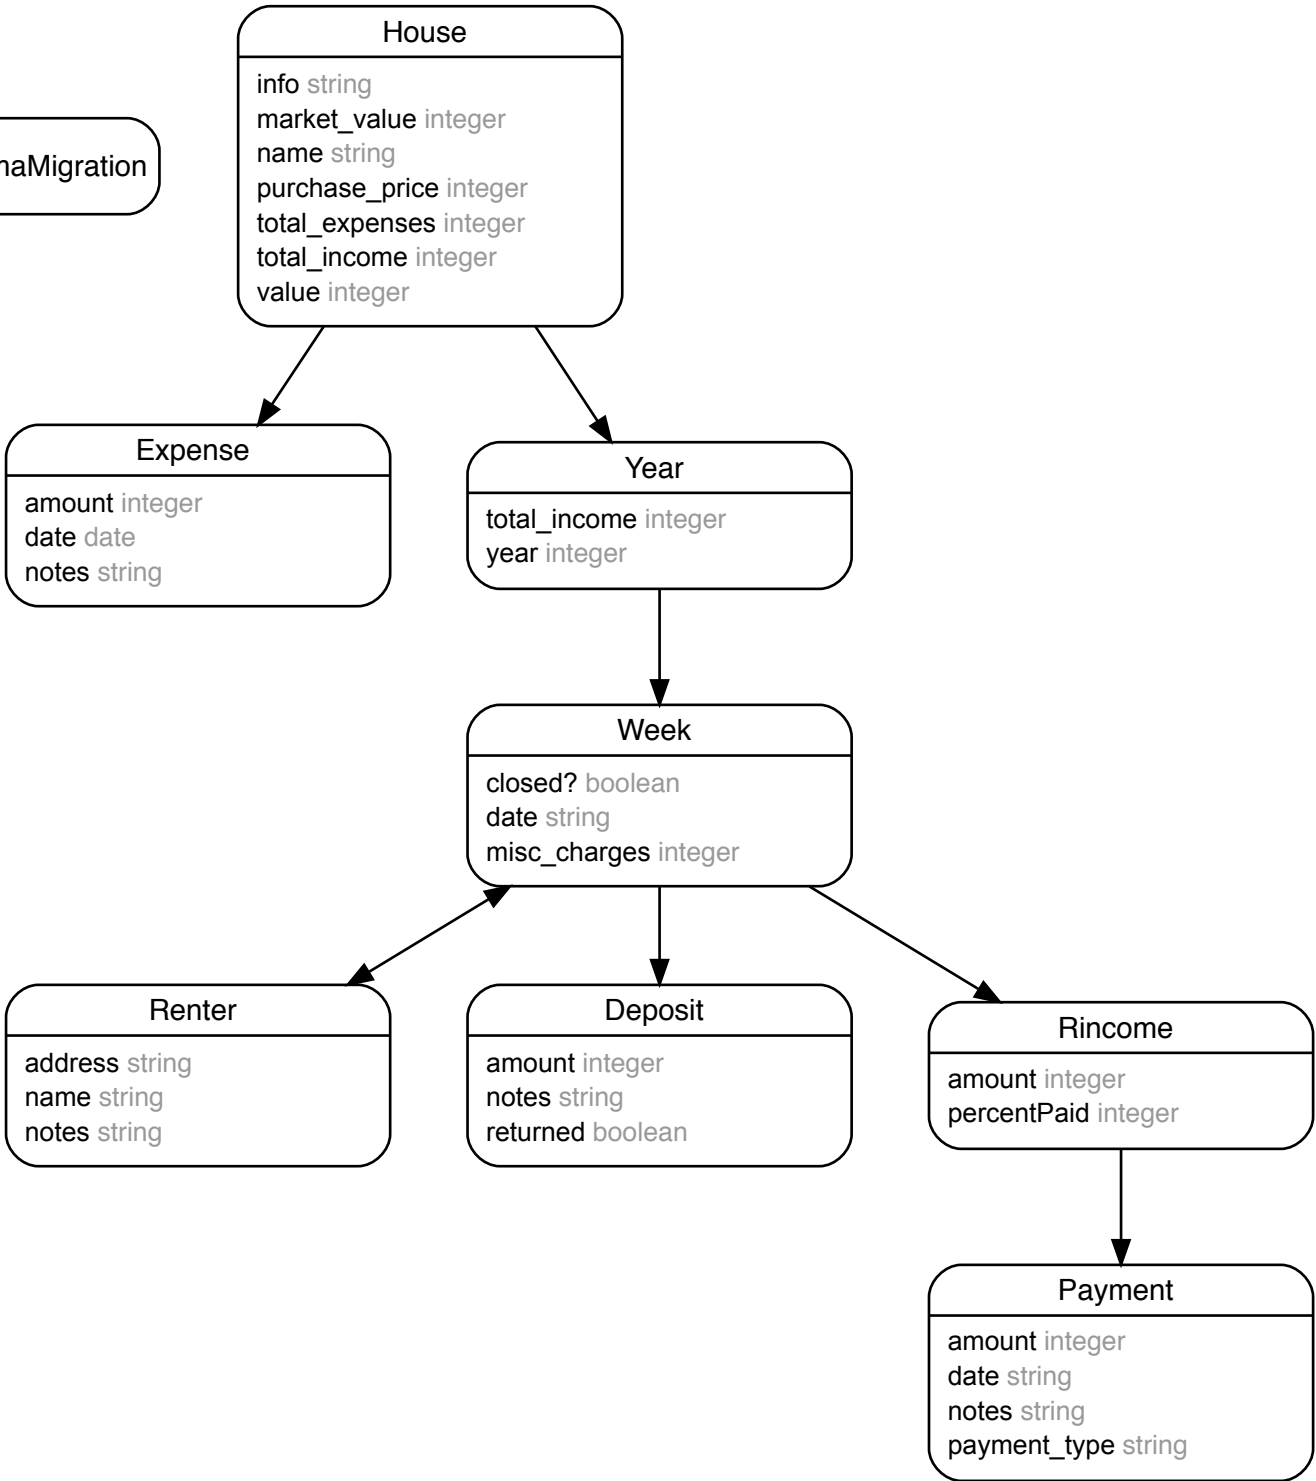 House
info string
market_value integer
name string
purchase_price integer
total_expenses integer
total_income integer
value integer
naMigration
Expense
amount integer
date date
notes string
Year
total_income integer
year integer
Week
closed? boolean
date string
misc_charges integer
Renter
address string
name string
notes string
Deposit
amount integer
notes string
returned boolean
Rincome
amount integer
percentPaid integer
Payment
amount integer
date string
notes string
payment_type string